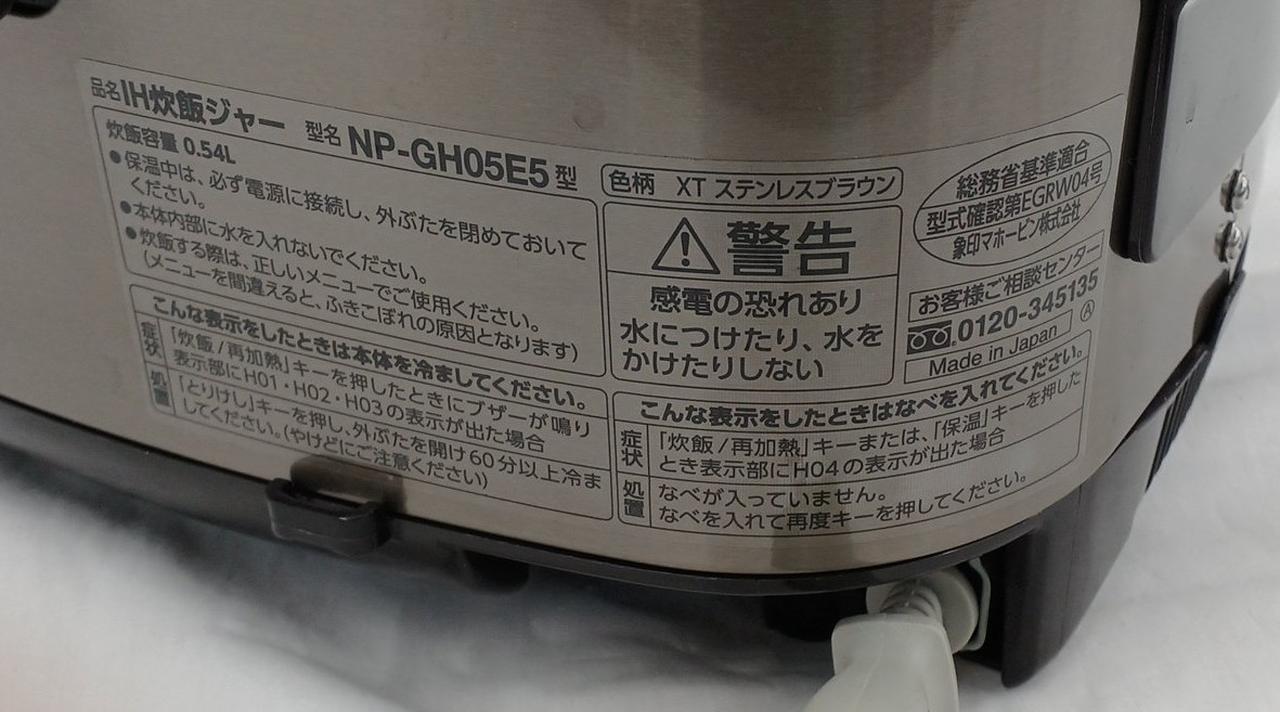 品名IH炊飯ジャー 型名 NP-GH05E5型
炊飯容量 0.54L
●保温中は、必ず電源に接続し、外ぶたを閉めておいて
ください。
●本体内部に水を入れないでください。
●炊飯する際は、正しいメニューでご使用ください。
(メニューを間違えると、ふきこぼれの原因となります)
こんな表示をしたときは本体を冷ましてください。
症状
「炊飯/再加熱」キーを押したときにブザーが鳴り
表示部にH01・H02・H03の表示が出た場合
処置
「とりけし」キーを押し、外ぶたを開け60分以上冷ま
してください。(やけどにご注意ください)
色柄 XT ステンレスブラウン
警告
感電の恐れあり
水につけたり、水を
かけたりしない
総務省基準適合
型式確認第EGRW04号
象印マホービン株式会社
お客様ご相談センター
0120-345135
Made in Japan Ⓐ
こんな表示をしたときはなべを入れてください。
症状
「炊飯/再加熱」キーまたは、「保温」キーを押した
とき表示部にH04の表示が出た場合
処置
なべが入っていません。
なべを入れて再度キーを押してください。